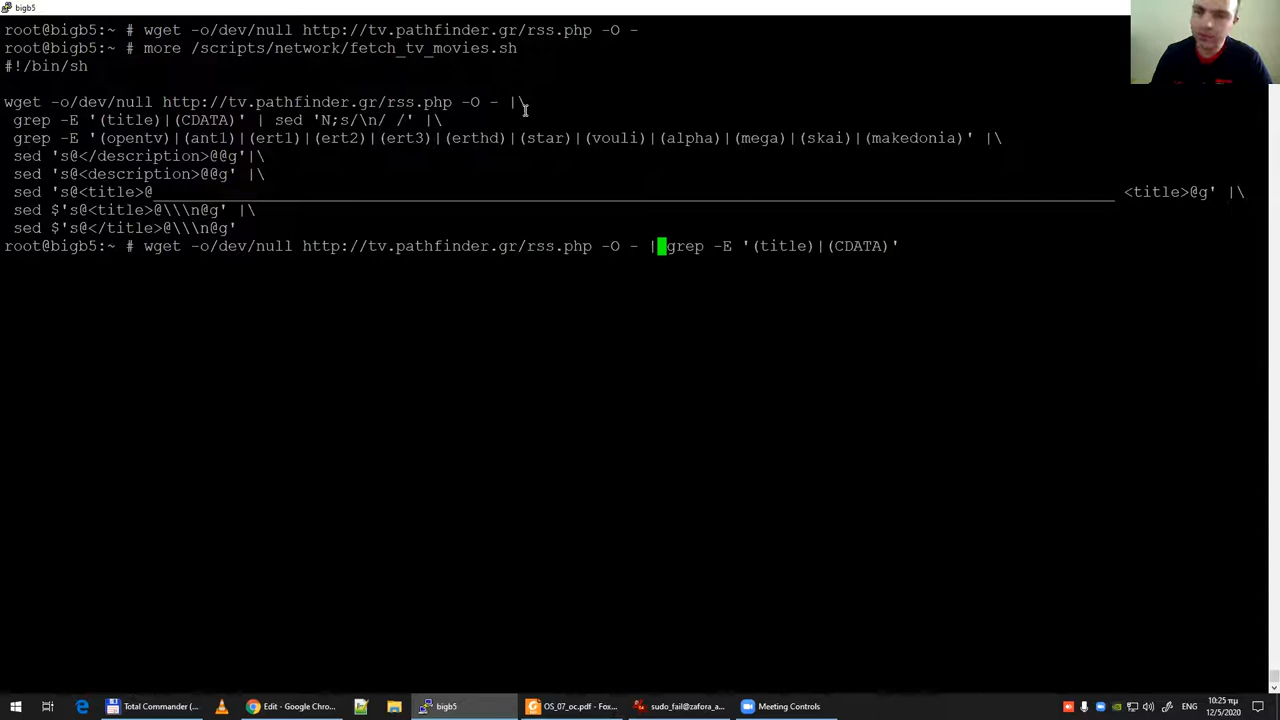 bigb5
root@bigb5:~ # wget -o/dev/null http://tv.pathfinder.gr/rss.php -O -
root@bigb5:~ # more /scripts/network/fetch_tv_movies.sh
#!/bin/sh
wget -o/dev/null http://tv.pathfinder.gr/rss.php -O - |\
grep -E '(title)|(CDATA)' | sed 'N;s/\n/ /' |\
grep -E '(opentv)|(ant1)|(ert1)|(ert2)|(ert3)|(erthd)|(star)|(vouli)|(alpha)|(mega)|(skai)|(makedonia)' |\
sed 's@</description>@@g'|\
sed 's@<description>@@g' |\
sed 's@<title>@________________________________________________________________________________________________________ <title>@g' |\
sed $'s@<title>@\\\n@g' |\
sed $'s@</title>@\\\n@g'
root@bigb5:~ # wget -o/dev/null http://tv.pathfinder.gr/rss.php -O - | grep -E '(title)|(CDATA)'
Total Commander (... Edit - Google Chro... bigb5 OS_07_oc.pdf - Fox... sudo_fail@zafora_a... Meeting Controls 10:25 πμ
12/5/2020